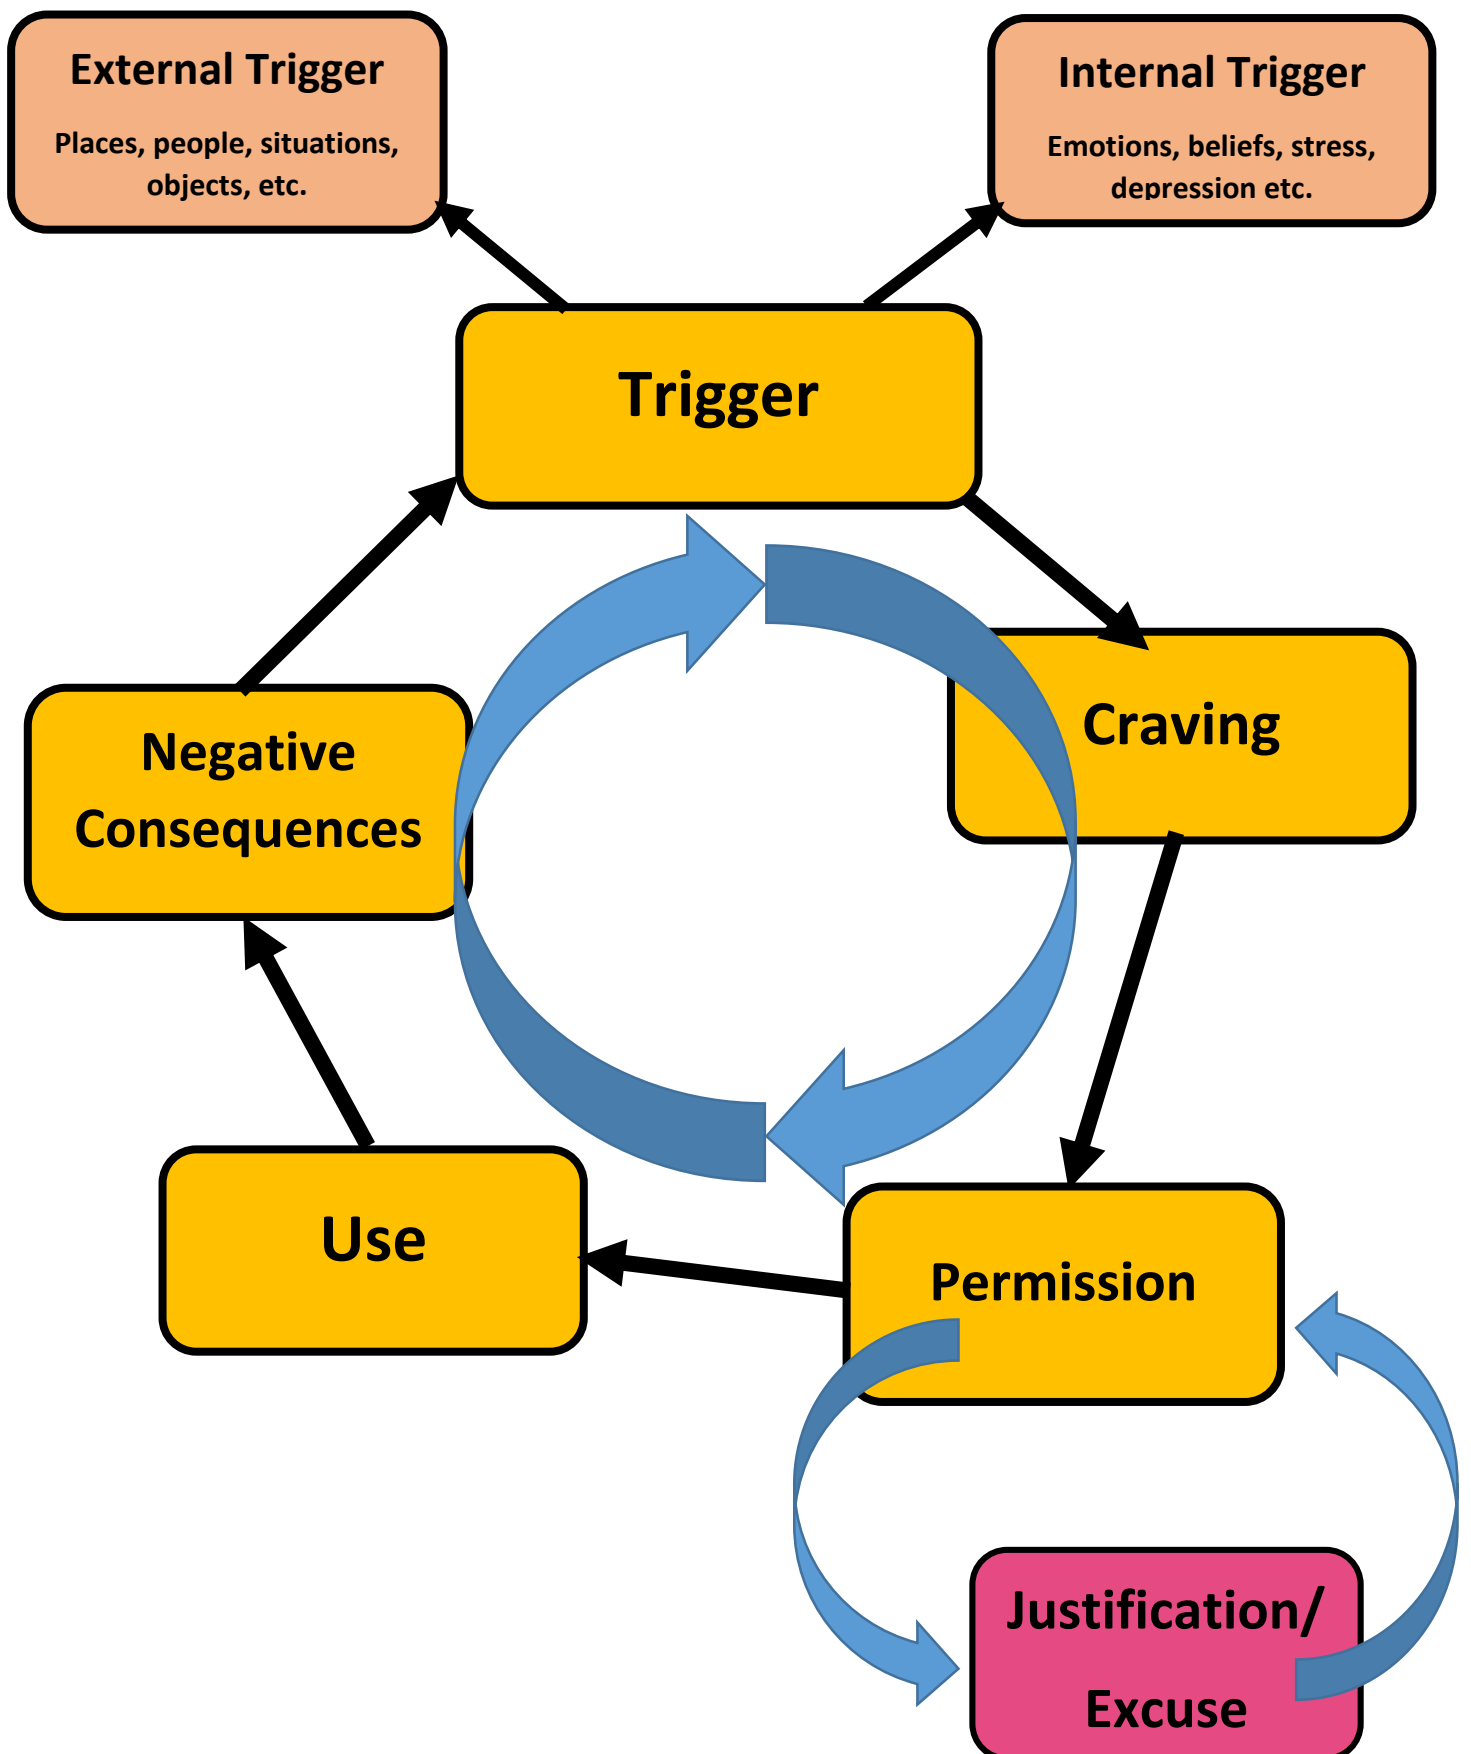 External Trigger
Places, people, situations,
objects, etc.
Internal Trigger
Emotions, beliefs, stress,
depression etc.
Trigger
Craving
Negative
Consequences
Use
Permission
Justification/
Excuse